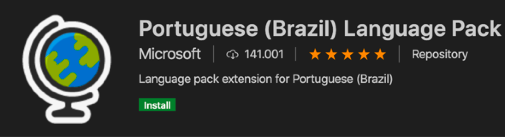 Portuguese (Brazil) Language Pack
Microsoft 141.001 Repository
Language pack extension for Portuguese (Brazil)
Install